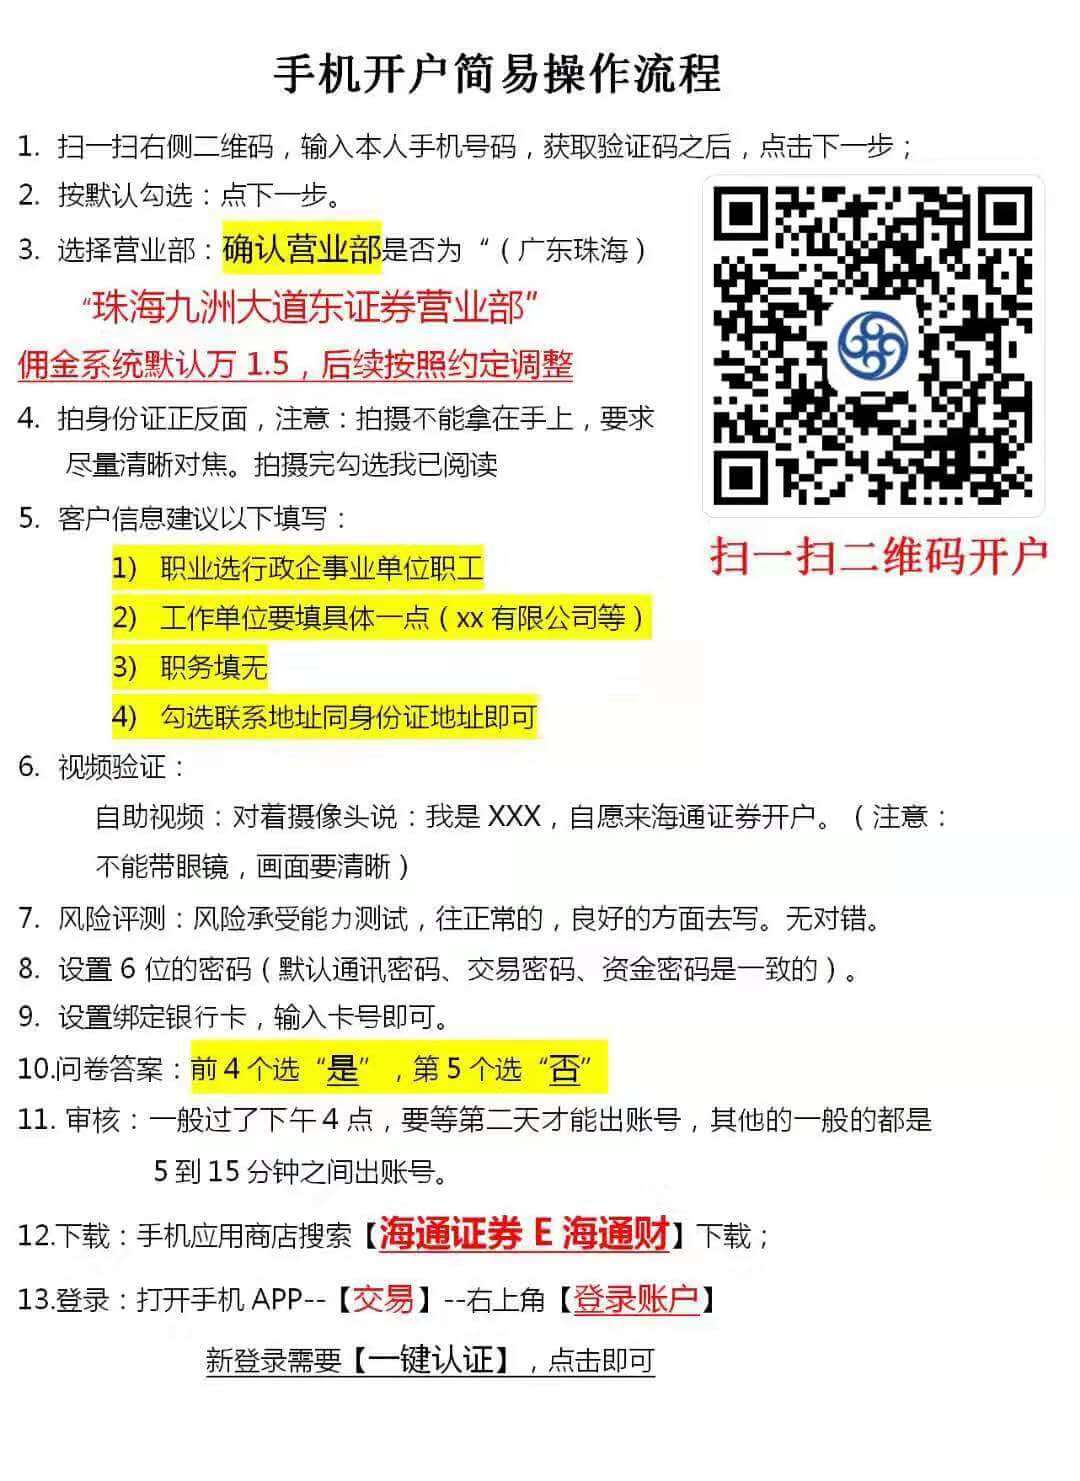 手机开户简易操作流程
1. 扫一扫右侧二维码，输入本人手机号码，获取验证码之后，点击下一步；
2. 按默认勾选：点下一步。
3. 选择营业部：确认营业部是否为“（广东珠海）
“珠海九洲大道东证券营业部”
佣金系统默认万 1.5，后续按照约定调整
4. 拍身份证正反面，注意：拍摄不能拿在手上，要求
尽量清晰对焦。拍摄完勾选我已阅读
5. 客户信息建议以下填写：
扫一扫二维码开户
1) 职业选行政企事业单位职工
2) 工作单位要填具体一点（xx 有限公司等）
3) 职务填无
4) 勾选联系地址同身份证地址即可
6. 视频验证：
自助视频：对着摄像头说：我是 XXX，自愿来海通证券开户。（注意：
不能带眼镜，画面要清晰）
7. 风险评测：风险承受能力测试，往正常的，良好的方面去写。无对错。
8. 设置 6 位的密码（默认通讯密码、交易密码、资金密码是一致的）。
9. 设置绑定银行卡，输入卡号即可。
10.问卷答案：前 4 个选“是”，第 5 个选“否”
11. 审核：一般过了下午 4 点，要等第二天才能出账号，其他的一般的都是
5 到 15 分钟之间出账号。
12.下载：手机应用商店搜索【海通证券 E 海通财】下载；
13.登录：打开手机 APP--【交易】--右上角【登录账户】
新登录需要【一键认证】，点击即可